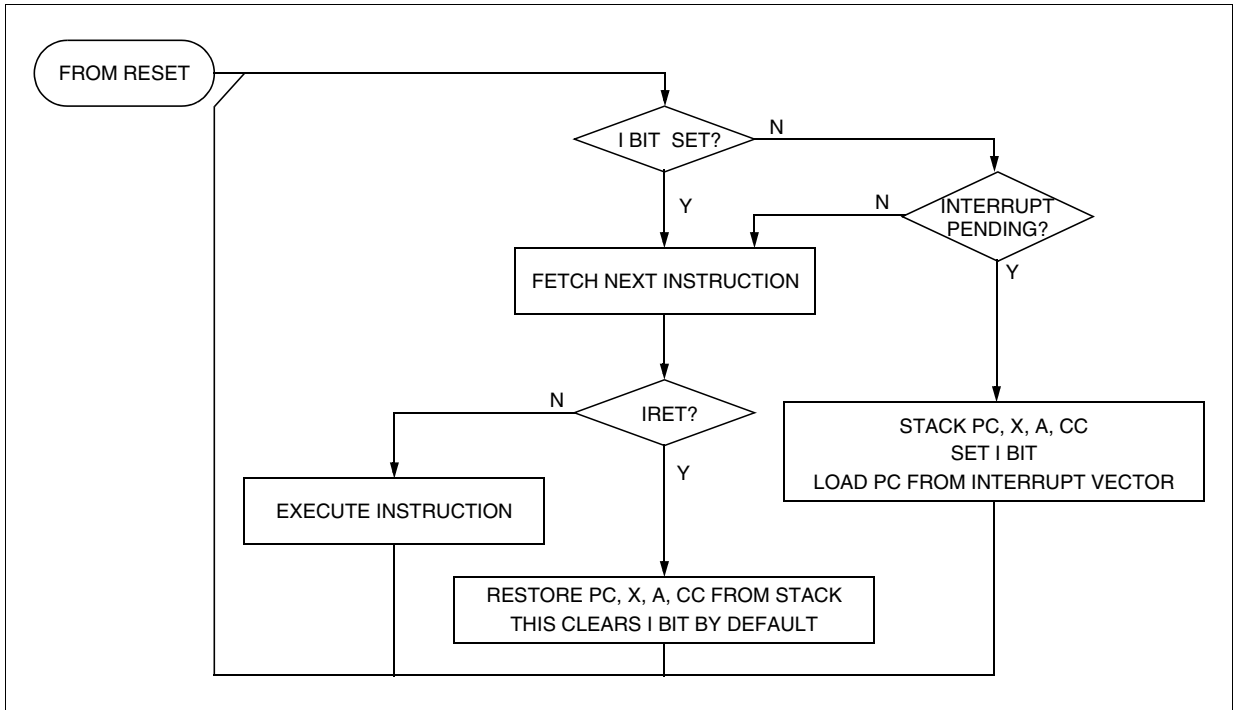 FROM RESET
I BIT SET?
N
Y
INTERRUPT
PENDING?
N
Y
FETCH NEXT INSTRUCTION
IRET?
N
Y
STACK PC, X, A, CC
SET I BIT
LOAD PC FROM INTERRUPT VECTOR
EXECUTE INSTRUCTION
RESTORE PC, X, A, CC FROM STACK
THIS CLEARS I BIT BY DEFAULT